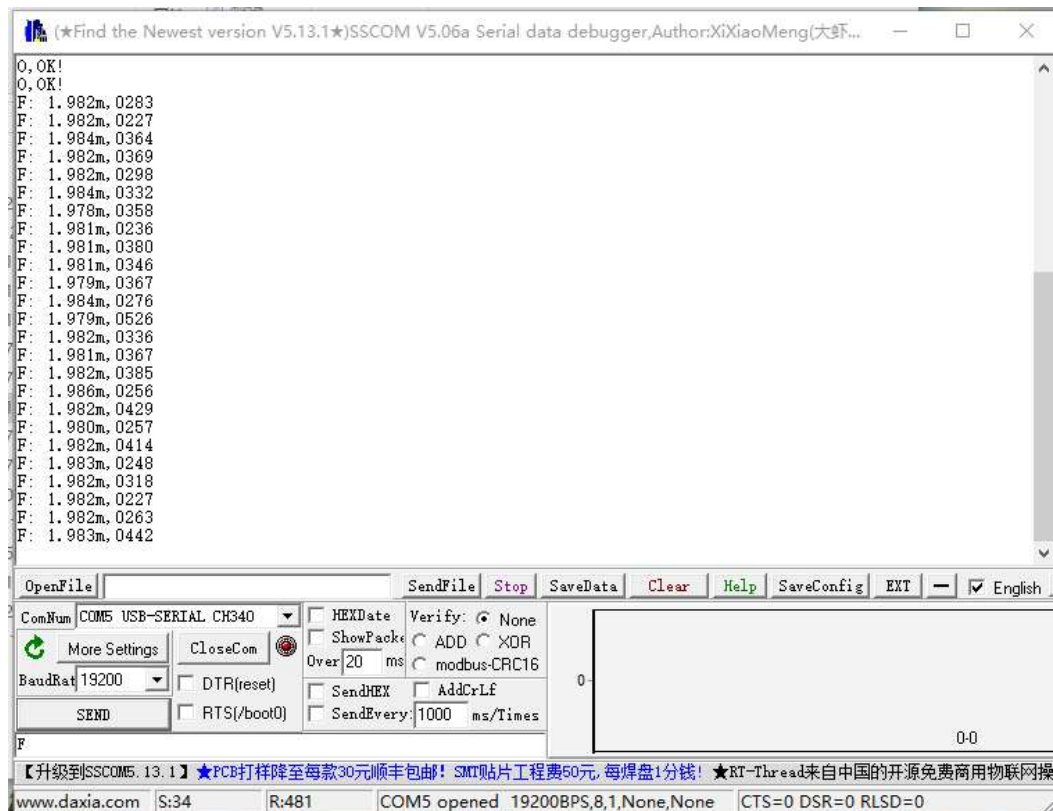 (★Find the Newest version V5.13.1★)SSCOM V5.06a Serial data debugger,Author:XiXiaoMeng(大虾...
O,OK!
O,OK!
F: 1.982m,0283
F: 1.982m,0227
F: 1.984m,0364
F: 1.982m,0369
F: 1.982m,0298
F: 1.984m,0332
F: 1.978m,0358
F: 1.981m,0236
F: 1.981m,0380
F: 1.981m,0346
F: 1.979m,0367
F: 1.984m,0276
F: 1.979m,0526
F: 1.982m,0336
F: 1.981m,0367
F: 1.982m,0385
F: 1.986m,0256
F: 1.982m,0429
F: 1.980m,0257
F: 1.982m,0414
F: 1.983m,0248
F: 1.982m,0318
F: 1.982m,0227
F: 1.982m,0263
F: 1.983m,0442
OpenFile SendFile Stop SaveData Clear Help SaveConfig EXT — English
ComNum COM5 USB-SERIAL CH340 HEXDate Verify: None
More Settings CloseCom ShowPacke ADD XOR
Over 20 ms modbus-CRC16
BaudRat 19200 DTR(reset) SendHEX AddCrLf 0
SEND RTS(/boot0) SendEvery: 1000 ms/Times
0-0
F
【升级到SSCOM5.13.1】★PCB打样降至每款30元顺丰包邮! SMT贴片工程费50元,每焊盘1分钱! ★RT-Thread来自中国的开源免费商用物联网操
www.daxia.com S:34 R:481 COM5 opened 19200BPS,8,1,None,None CTS=0 DSR=0 RLSD=0